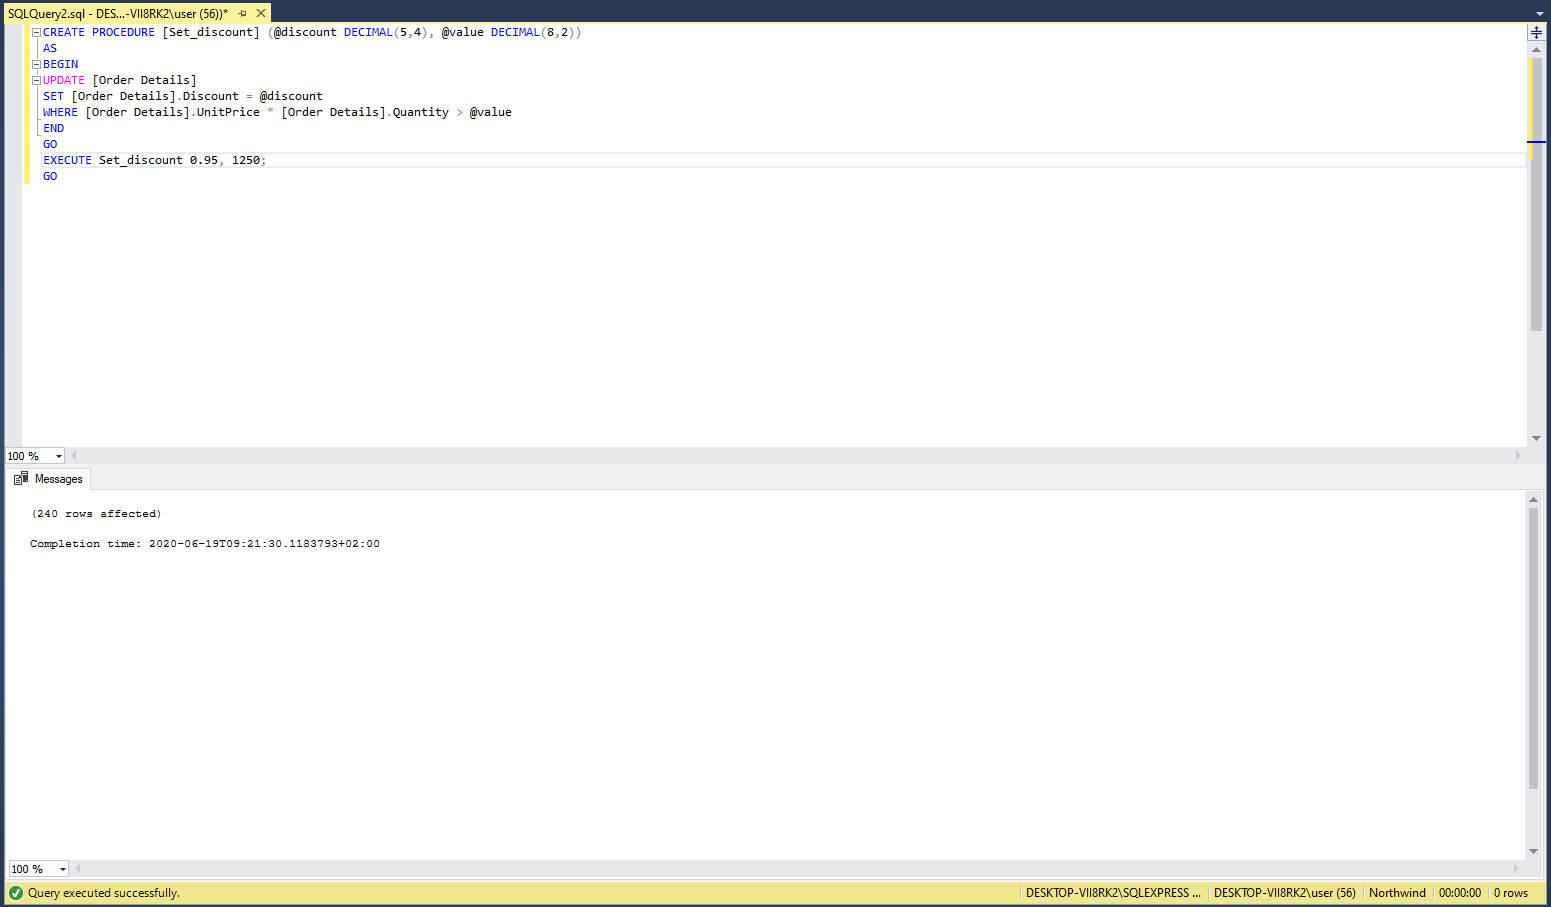 SQLQuery2.sql - DES...-VII8RK2\user (56))*
CREATE PROCEDURE [Set_discount] (@discount DECIMAL(5,4), @value DECIMAL(8,2))
AS
BEGIN
UPDATE [Order Details]
SET [Order Details].Discount = @discount
WHERE [Order Details].UnitPrice * [Order Details].Quantity > @value
END
GO
EXECUTE Set_discount 0.95, 1250;
GO
100 %
Messages
(240 rows affected)
Completion time: 2020-06-19T09:21:30.1183793+02:00
100 %
Query executed successfully. DESKTOP-VII8RK2\SQLEXPRESS ... DESKTOP-VII8RK2\user (56) Northwind 00:00:00 0 rows